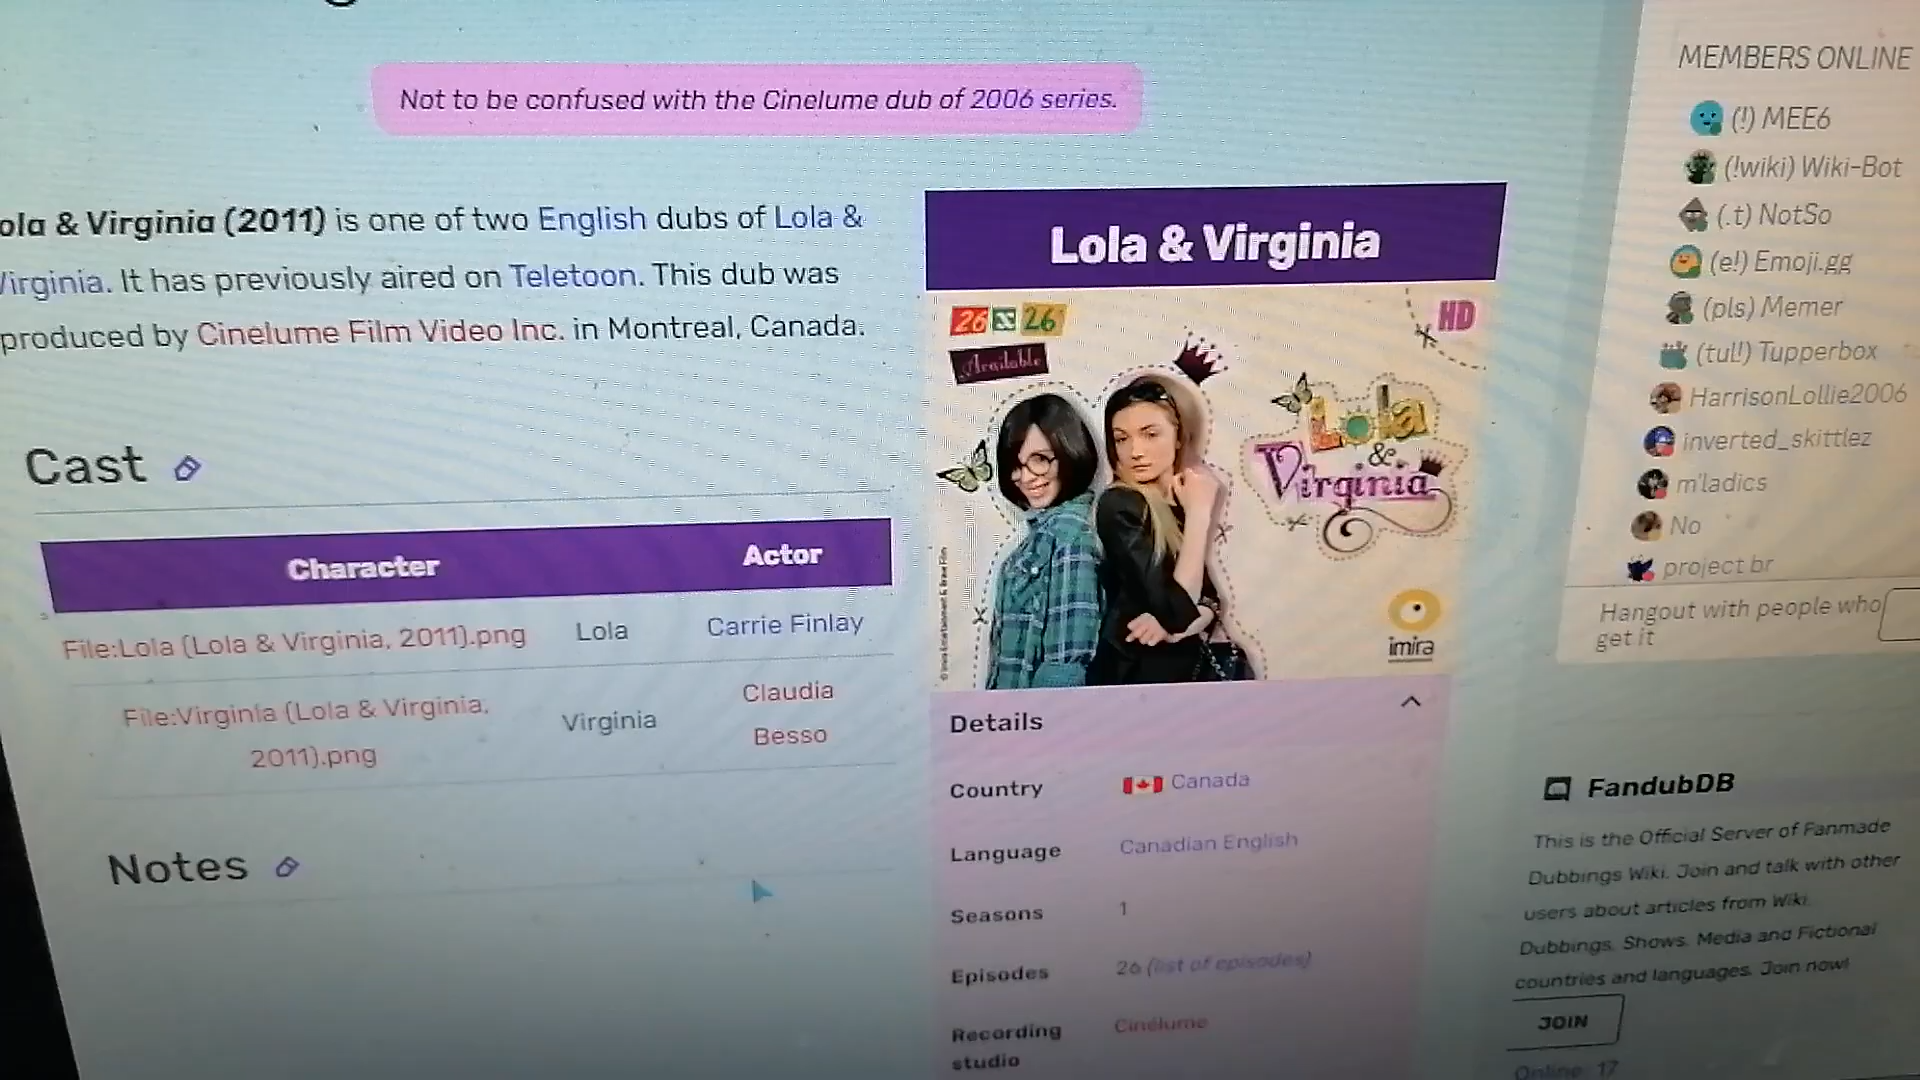 Not to be confused with the Cinelume dub of 2006 series.
ola & Virginia (2011) is one of two English dubs of Lola &
Virginia. It has previously aired on Teletoon. This dub was
produced by Cinelume Film Video Inc. in Montreal, Canada.
Cast
Character Actor
File:Lola (Lola & Virginia, 2011).png Lola Carrie Finlay
File:Virginia (Lola & Virginia,
2011).png
Virginia
Claudia
Besso
Notes
Lola & Virginia
26 26
HD
Available
Lola
&
Virginia
imira
Details
Country Canada
Language Canadian English
Seasons 1
Episodes 26 (list of episodes)
Recording
studio
Cinélume
MEMBERS ONLINE
(!) MEE6
(!wiki) Wiki-Bot
(.t) NotSo
(e!) Emoji.gg
(pls) Memer
(tul!) Tupperbox
HarrisonLollie2006
inverted_skittlez
m'ladics
No
project br
Hangout with people who
get it
FandubDB
This is the Official Server of Fanmade
Dubbings Wiki. Join and talk with other
users about articles from Wiki.
Dubbings, Shows, Media and Fictional
countries and languages. Join now!
JOIN
Online: 17